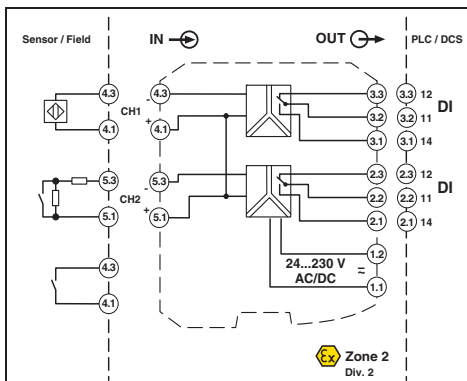 Sensor / Field IN OUT PLC / DCS
4.3 4.3 3.3 3.3 12
- CH1 3.2 3.2 11 DI
4.1 + 4.1 3.1 3.1 14
5.3 5.3 2.3 2.3 12
- CH2 2.2 2.2 11 DI
5.1 + 5.1 2.1 2.1 14
4.3 1.2
24...230 V
AC/DC =
~
4.1 1.1
Ex Zone 2
Div. 2